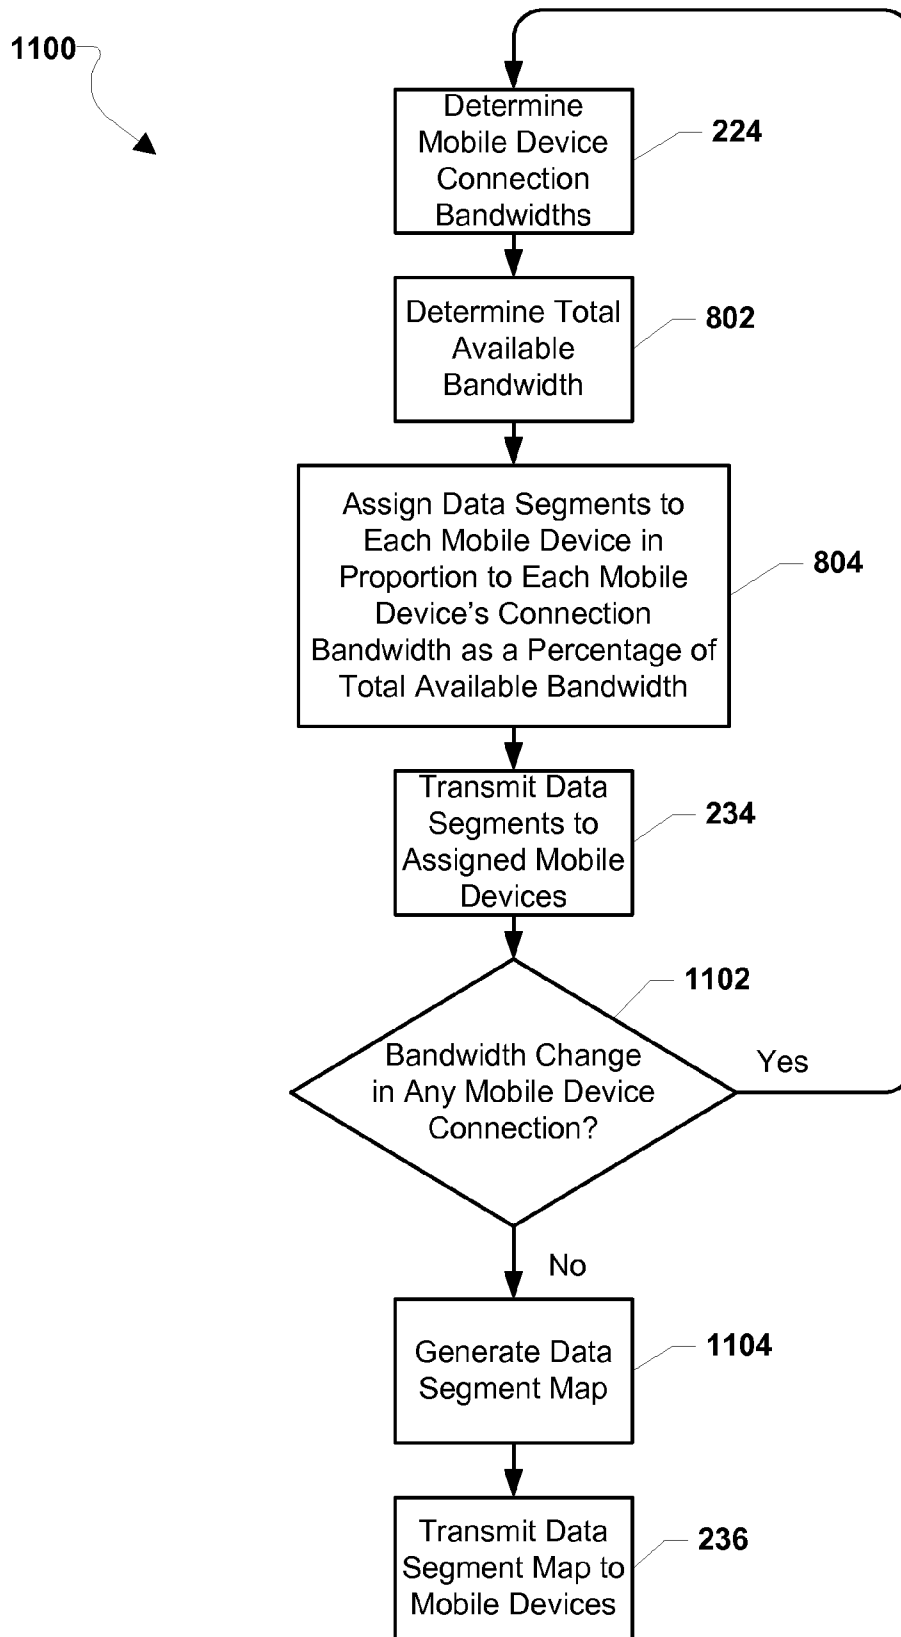 1100
Determine
Mobile Device
Connection
Bandwidths
224
Determine Total
Available
Bandwidth
802
Assign Data Segments to
Each Mobile Device in
Proportion to Each Mobile
Device's Connection
Bandwidth as a Percentage of
Total Available Bandwidth
804
Transmit Data
Segments to
Assigned Mobile
Devices
234
1102
Bandwidth Change
in Any Mobile Device
Connection?
Yes
No
Generate Data
Segment Map
1104
Transmit Data
Segment Map to
Mobile Devices
236